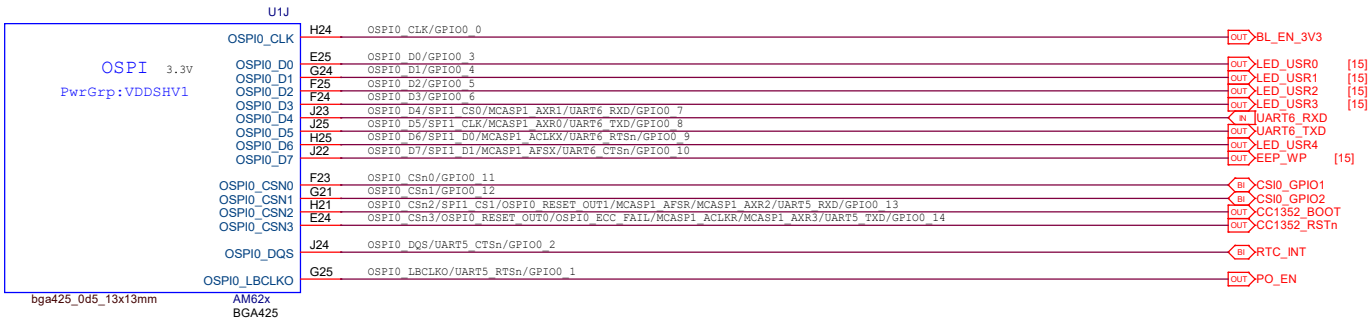 U1J
OSPI 3.3V
PwrGrp:VDDSHV1
OSPI0_CLK H24 OSPI0_CLK/GPIO0_0 OUT BL_EN_3V3
OSPI0_D0 E25 OSPI0_D0/GPIO0_3 OUT LED_USR0 [15]
OSPI0_D1 G24 OSPI0_D1/GPIO0_4 OUT LED_USR1 [15]
OSPI0_D2 F25 OSPI0_D2/GPIO0_5 OUT LED_USR2 [15]
OSPI0_D3 F24 OSPI0_D3/GPIO0_6 OUT LED_USR3 [15]
OSPI0_D4 J23 OSPI0_D4/SPI1_CS0/MCASP1_AXR1/UART6_RXD/GPIO0_7 IN UART6_RXD
OSPI0_D5 J25 OSPI0_D5/SPI1_CLK/MCASP1_AXR0/UART6_TXD/GPIO0_8 OUT UART6_TXD
OSPI0_D6 H25 OSPI0_D6/SPI1_D0/MCASP1_ACLKX/UART6_RTSn/GPIO0_9 OUT LED_USR4
OSPI0_D7 J22 OSPI0_D7/SPI1_D1/MCASP1_AFSX/UART6_CTSn/GPIO0_10 OUT EEP_WP [15]
OSPI0_CSN0 F23 OSPI0_CSn0/GPIO0_11 BI CSI0_GPIO1
OSPI0_CSN1 G21 OSPI0_CSn1/GPIO0_12 BI CSI0_GPIO2
OSPI0_CSN2 H21 OSPI0_CSn2/SPI1_CS1/OSPI0_RESET_OUT1/MCASP1_AFSR/MCASP1_AXR2/UART5_RXD/GPIO0_13 OUT CC1352_BOOT
OSPI0_CSN3 E24 OSPI0_CSn3/OSPI0_RESET_OUT0/OSPI0_ECC_FAIL/MCASP1_ACLKR/MCASP1_AXR3/UART5_TXD/GPIO0_14 OUT CC1352_RSTn
OSPI0_DQS J24 OSPI0_DQS/UART5_CTSn/GPIO0_2 BI RTC_INT
OSPI0_LBCLKO G25 OSPI0_LBCLKO/UART5_RTSn/GPIO0_1 OUT PO_EN
bga425_0d5_13x13mm AM62x
BGA425